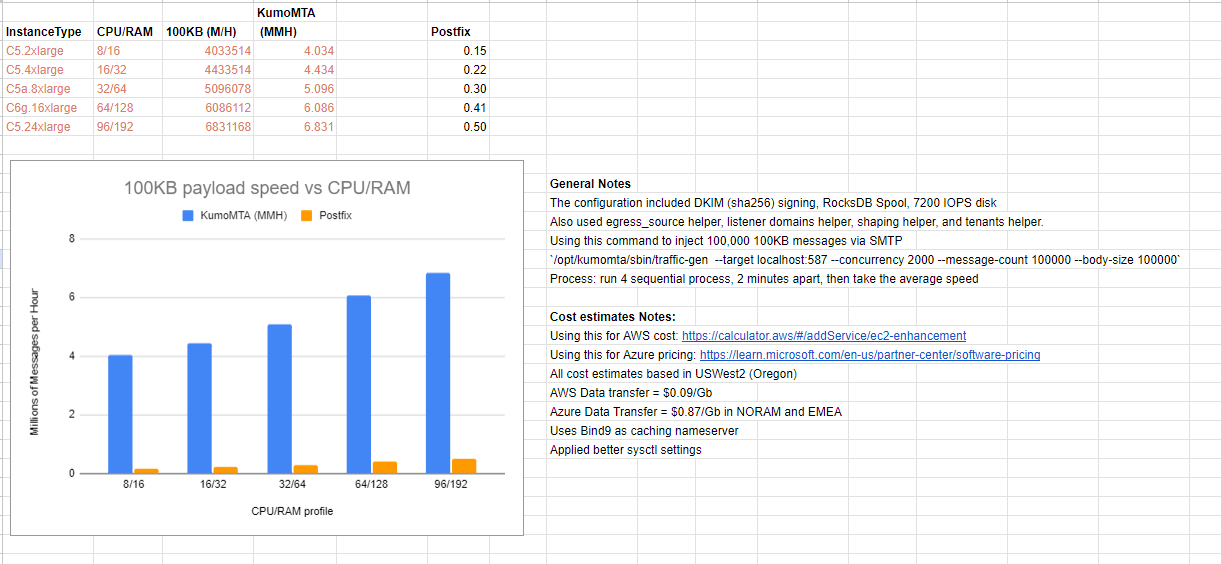 KumoMTA
InstanceType CPU/RAM 100KB (M/H) (MMH) Postfix
C5.2xlarge 8/16 4033514 4.034 0.15
C5.4xlarge 16/32 4433514 4.434 0.22
C5a.8xlarge 32/64 5096078 5.096 0.30
C6g.16xlarge 64/128 6086112 6.086 0.41
C5.24xlarge 96/192 6831168 6.831 0.50
100KB payload speed vs CPU/RAM
KumoMTA (MMH) Postfix
Millions of Messages per Hour
8
6
4
2
0
8/16 16/32 32/64 64/128 96/192
CPU/RAM profile
General Notes
The configuration included DKIM (sha256) signing, RocksDB Spool, 7200 IOPS disk
Also used egress_source helper, listener domains helper, shaping helper, and tenants helper.
Using this command to inject 100,000 100KB messages via SMTP
`/opt/kumomta/sbin/traffic-gen --target localhost:587 --concurrency 2000 --message-count 100000 --body-size 100000`
Process: run 4 sequential process, 2 minutes apart, then take the average speed
Cost estimates Notes:
Using this for AWS cost: https://calculator.aws/#/addService/ec2-enhancement
Using this for Azure pricing: https://learn.microsoft.com/en-us/partner-center/software-pricing
All cost estimates based in USWest2 (Oregon)
AWS Data transfer = $0.09/Gb
Azure Data Transfer = $0.87/Gb in NORAM and EMEA
Uses Bind9 as caching nameserver
Applied better sysctl settings